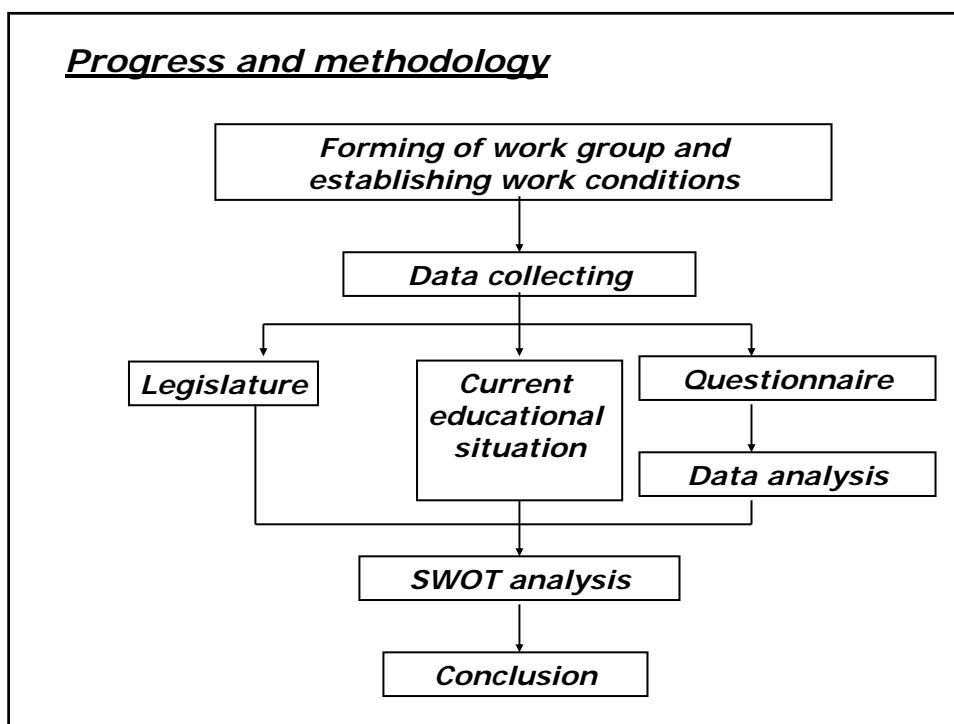 Progress and methodology
Forming of work group and
establishing work conditions
Data collecting
Legislature
Current
educational
situation
Questionnaire
Data analysis
SWOT analysis
Conclusion